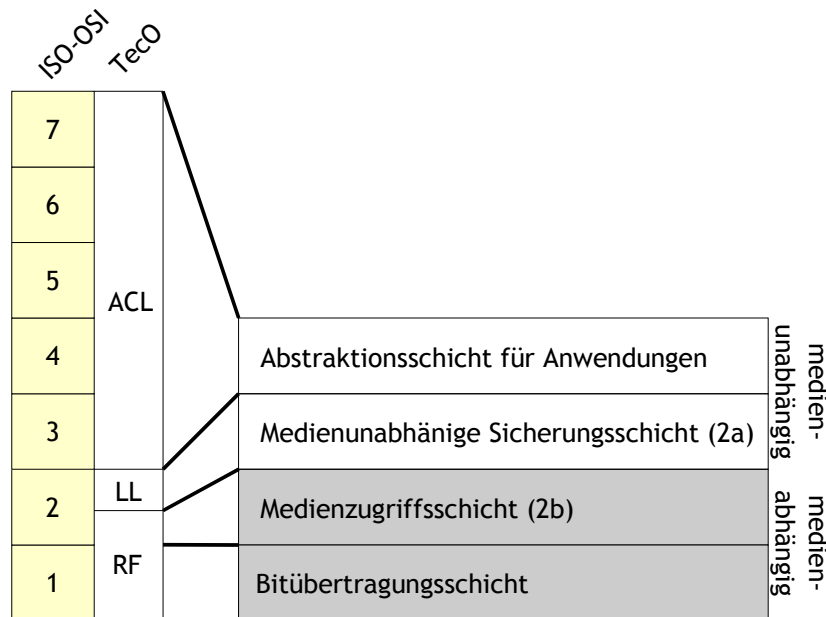 ISO-OSI
TecO
7
6
5
4
3
2
1
ACL
LL
RF
Abstraktionsschicht für Anwendungen
Medienunabhänige Sicherungsschicht (2a)
Medienzugriffsschicht (2b)
Bitübertragungsschicht
medien-
unabhängig
medien-
abhängig